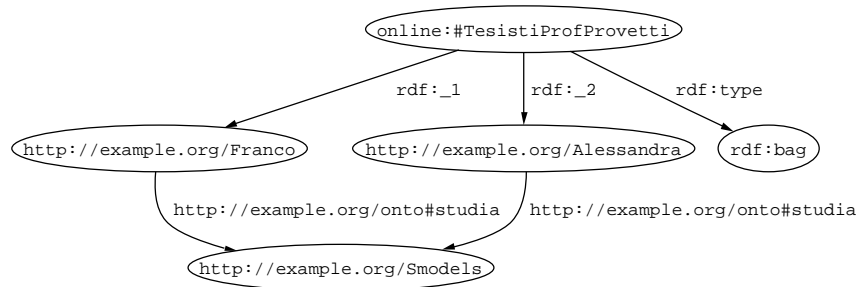 online:#TesistiProfProvetti
rdf:_1
rdf:_2
rdf:type
http://example.org/Franco
http://example.org/Alessandra
rdf:bag
http://example.org/onto#studia
http://example.org/onto#studia
http://example.org/Smodels